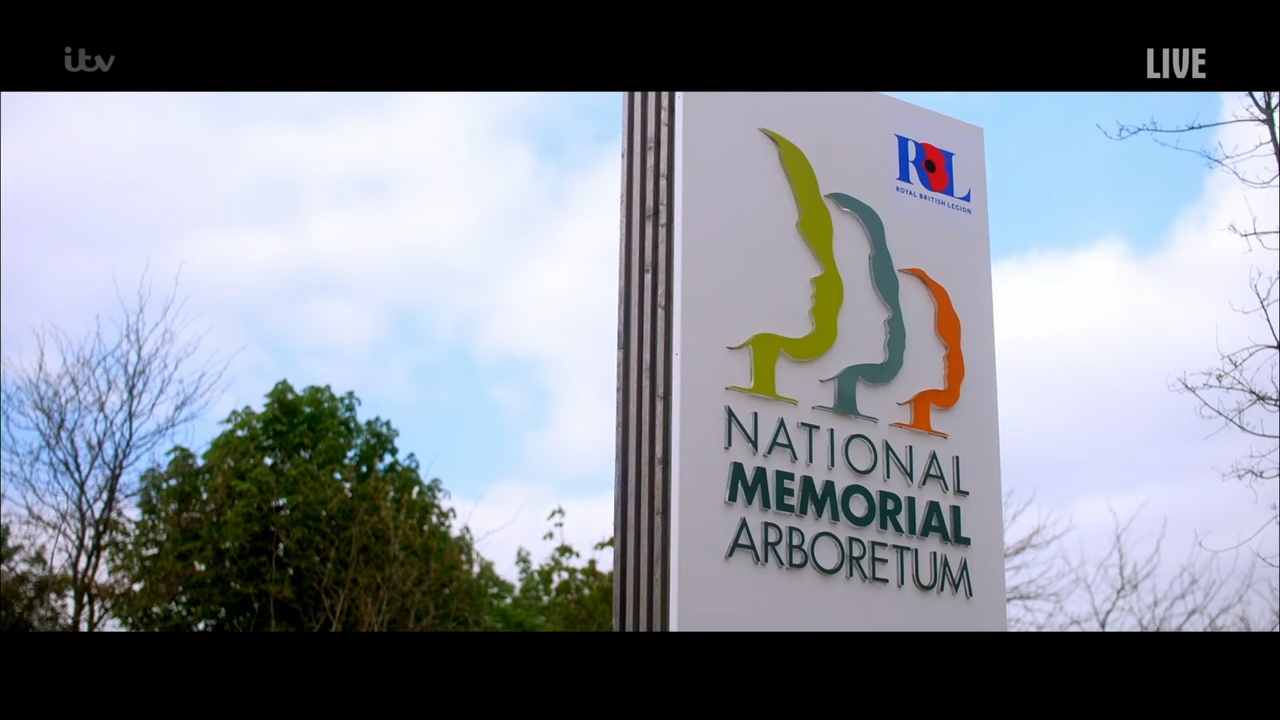 itv
LIVE
RBL
ROYAL BRITISH LEGION
NATIONAL
MEMORIAL
ARBORETUM